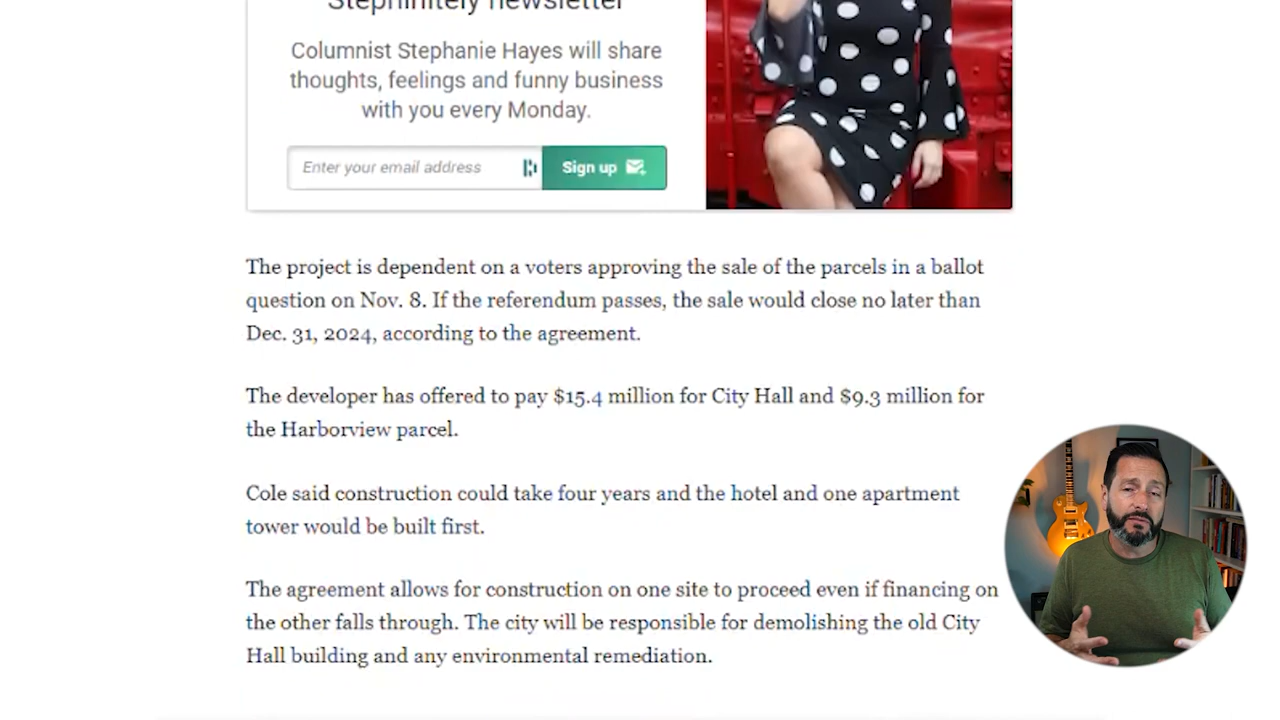 Stephinitely newsletter
Columnist Stephanie Hayes will share
thoughts, feelings and funny business
with you every Monday.
Enter your email address
Sign up
The project is dependent on a voters approving the sale of the parcels in a ballot
question on Nov. 8. If the referendum passes, the sale would close no later than
Dec. 31, 2024, according to the agreement.
The developer has offered to pay $15.4 million for City Hall and $9.3 million for
the Harborview parcel.
Cole said construction could take four years and the hotel and one apartment
tower would be built first.
The agreement allows for construction on one site to proceed even if financing on
the other falls through. The city will be responsible for demolishing the old City
Hall building and any environmental remediation.